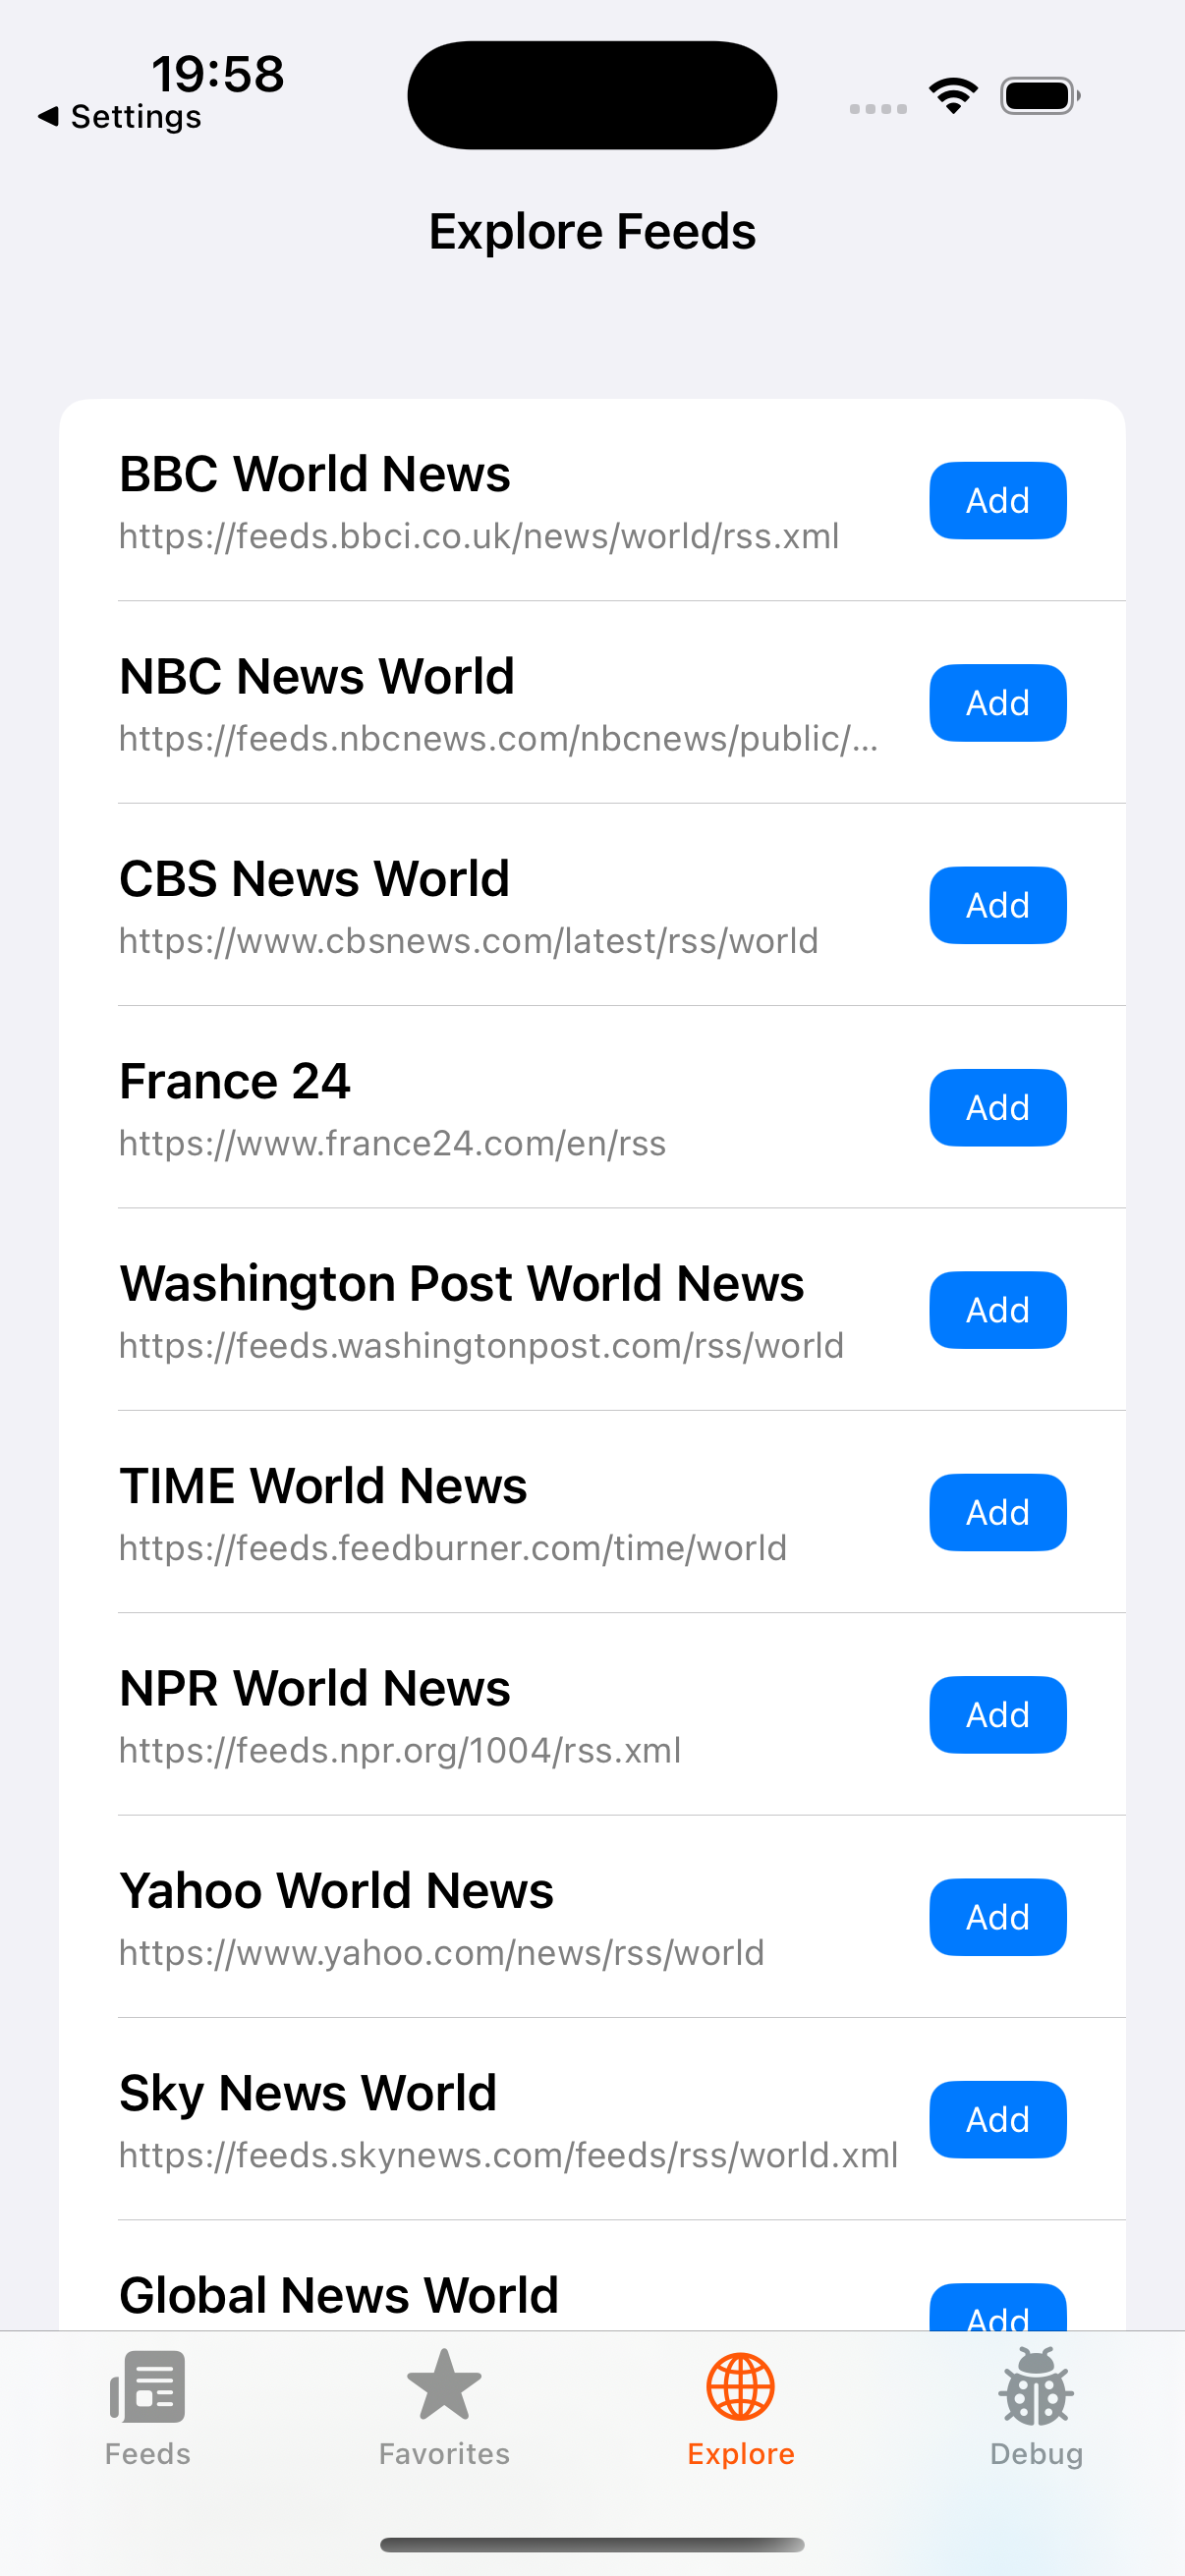 19:58
◀ Settings
Explore Feeds
BBC World News
https://feeds.bbci.co.uk/news/world/rss.xml
Add
NBC News World
https://feeds.nbcnews.com/nbcnews/public/...
Add
CBS News World
https://www.cbsnews.com/latest/rss/world
Add
France 24
https://www.france24.com/en/rss
Add
Washington Post World News
https://feeds.washingtonpost.com/rss/world
Add
TIME World News
https://feeds.feedburner.com/time/world
Add
NPR World News
https://feeds.npr.org/1004/rss.xml
Add
Yahoo World News
https://www.yahoo.com/news/rss/world
Add
Sky News World
https://feeds.skynews.com/feeds/rss/world.xml
Add
Global News World
Add
Feeds
Favorites
Explore
Debug